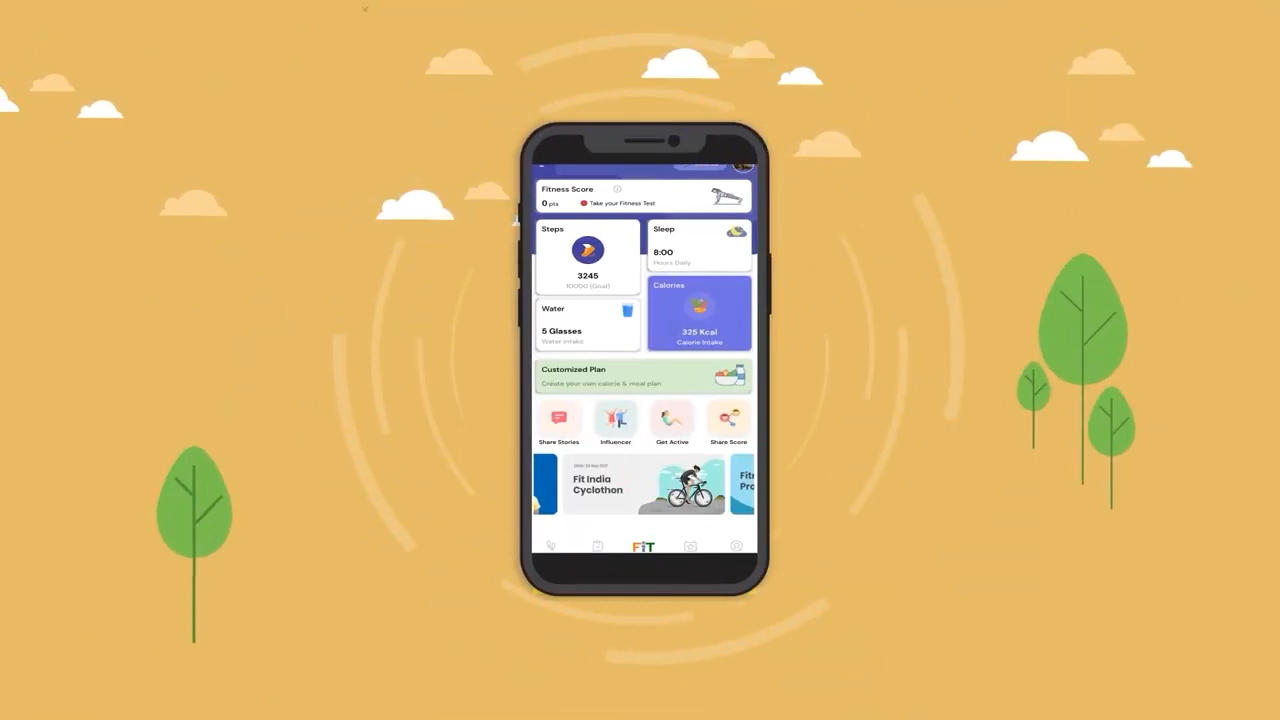 Fitness Score
0 pts
Take your Fitness Test
Steps
3245
10000 (Goal)
Sleep
8:00
Hours Daily
Water
5 Glasses
Water intake
Calories
325 Kcal
Calorie Intake
Customized Plan
Create your own calorie & meal plan
Share Stories
Influencer
Get Active
Share Score
Fit India
Cyclothon
FiT